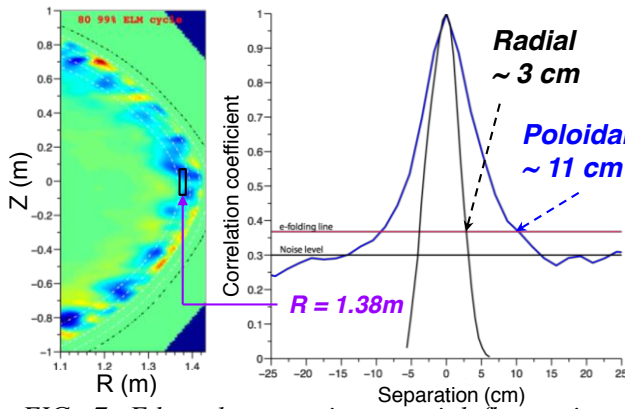 80 99% ELM cycle
1
0.8
0.6
0.4
0.2
0
-0.2
-0.4
-0.6
-0.8
-1
Z (m)
1.1
1.2
1.3
1.4
R (m)
R = 1.38m
Correlation coefficient
1
0.9
0.8
0.7
0.6
0.5
0.4
0.3
0.2
0.1
0
Radial
~ 3 cm
Poloidal
~ 11 cm
e-folding line
Noise level
-25 -20 -15 -10 -5 0 5 10 15 20 25
Separation (cm)